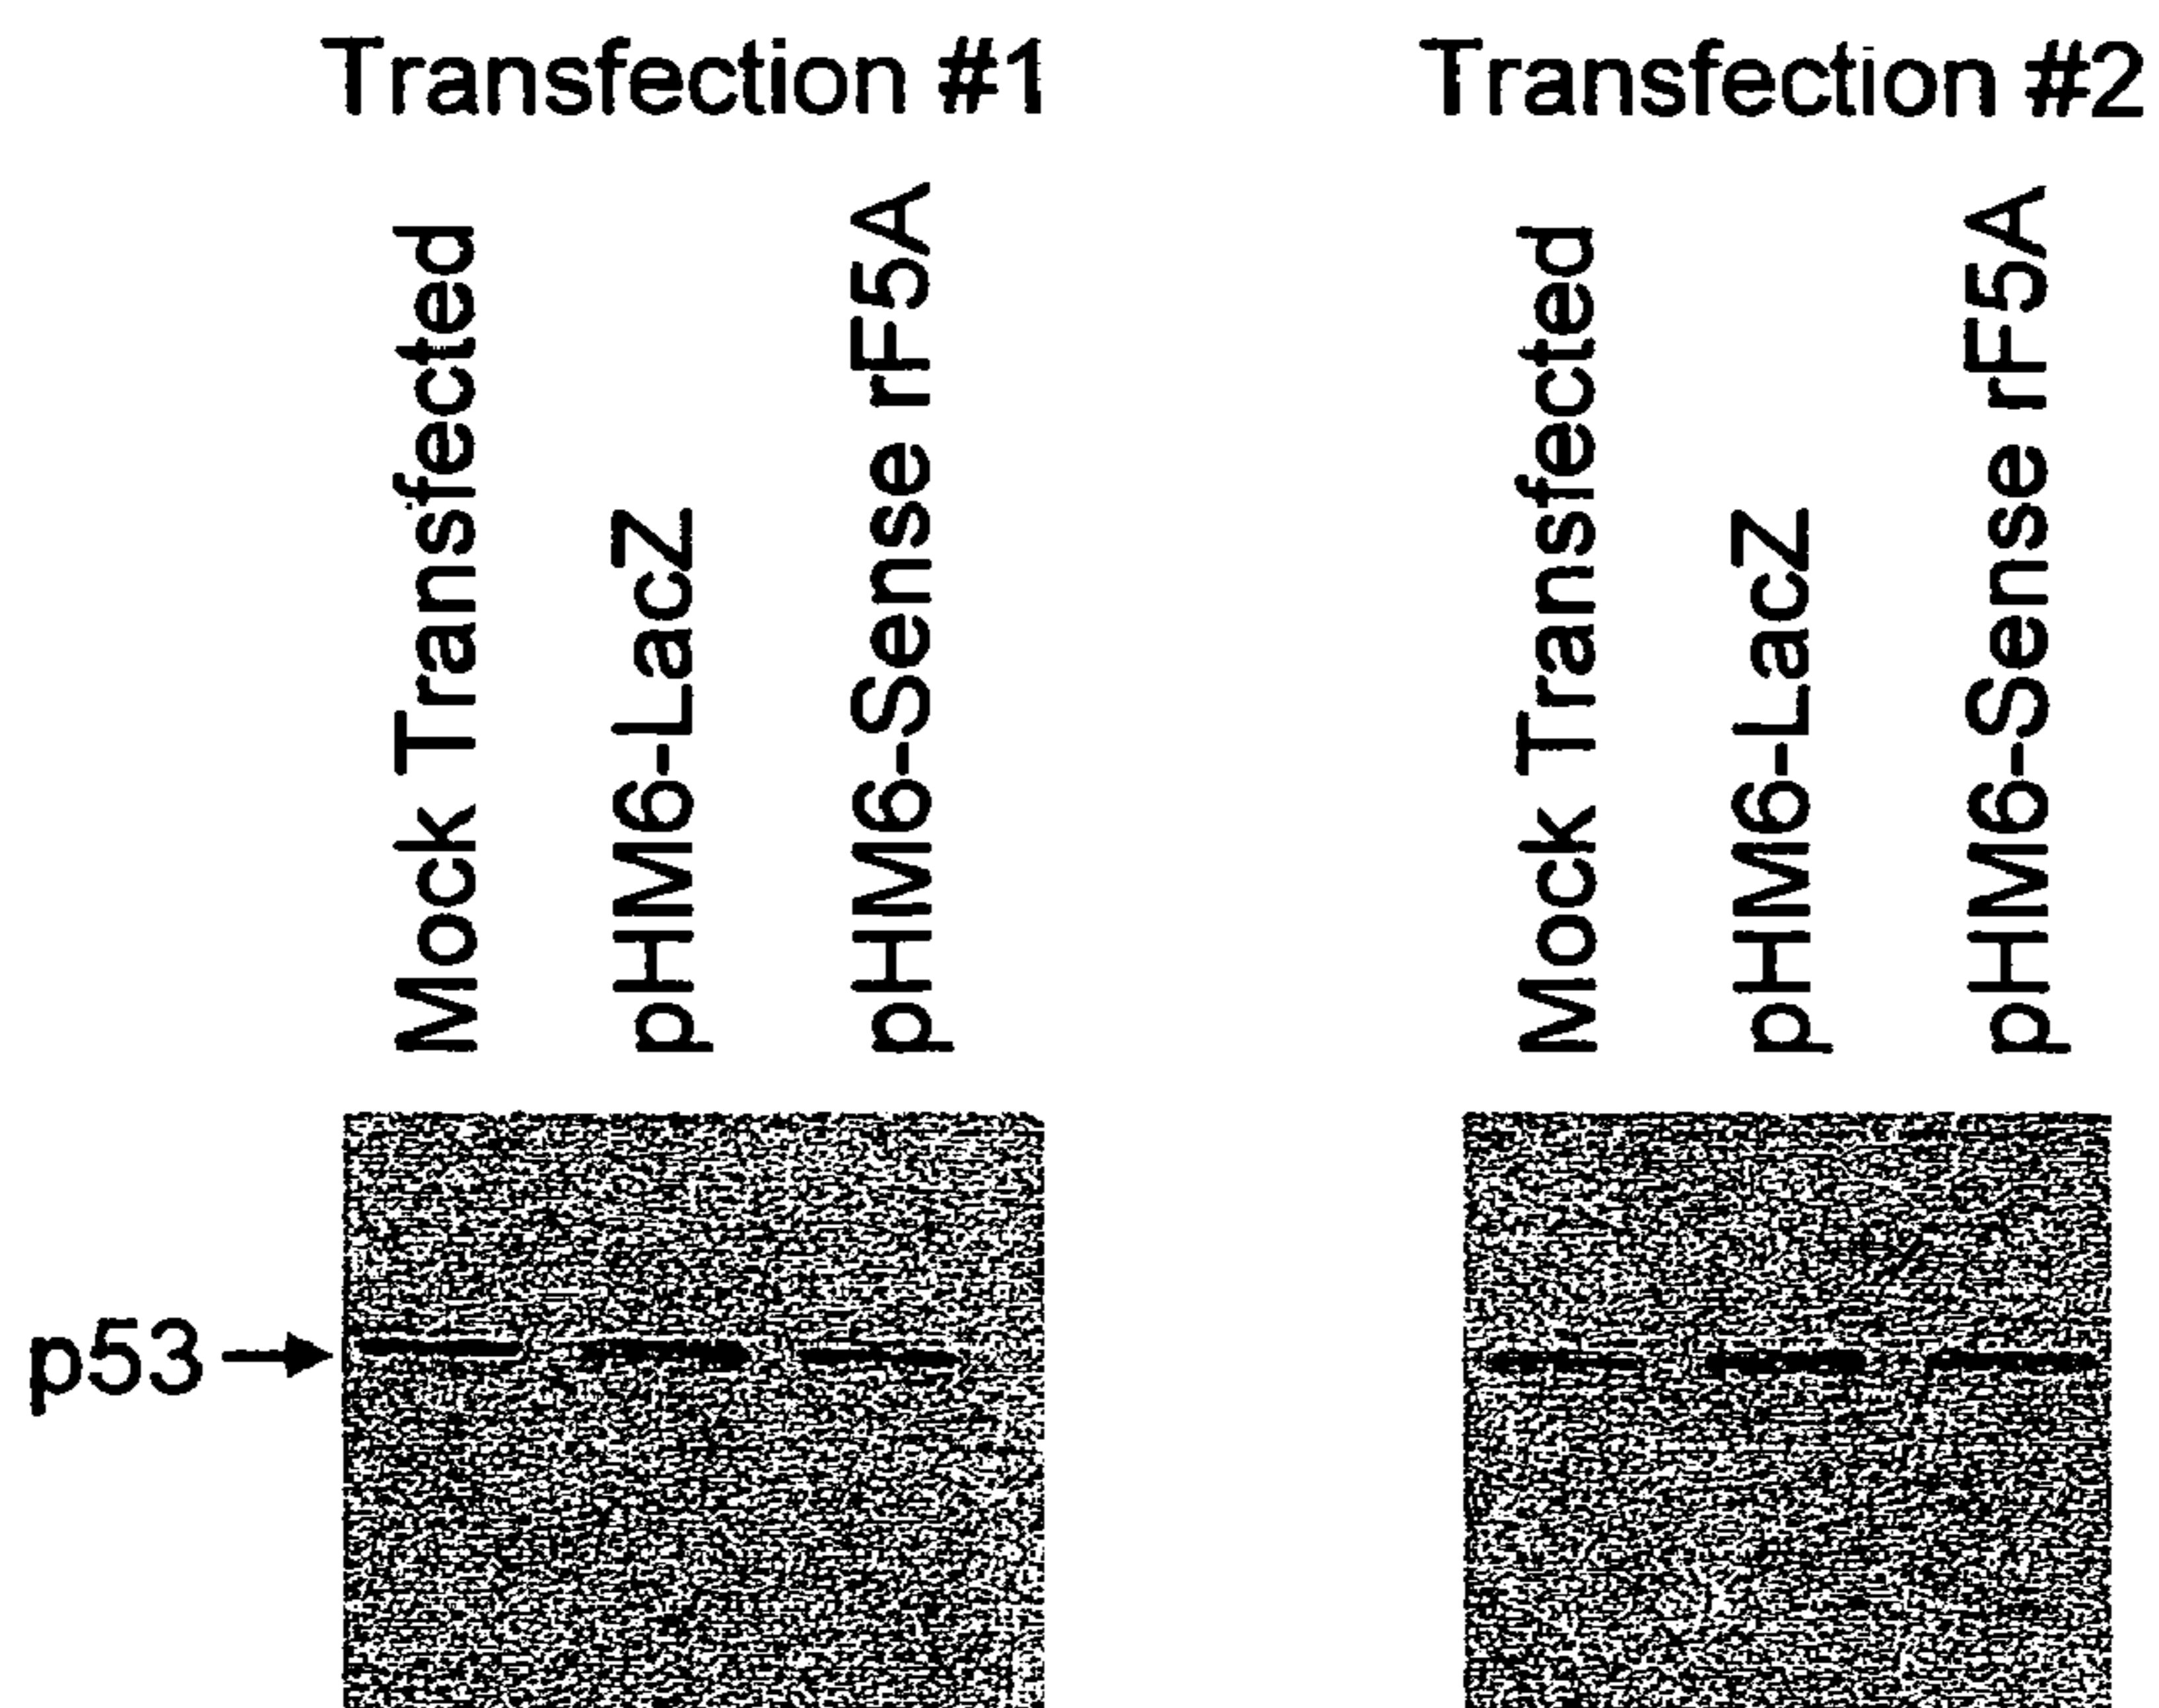 Transfection #1
Transfection #2
Mock Transfected
pHM6-LacZ
pHM6-Sense rF5A
Mock Transfected
pHM6-LacZ
pHM6-Sense rF5A
p53